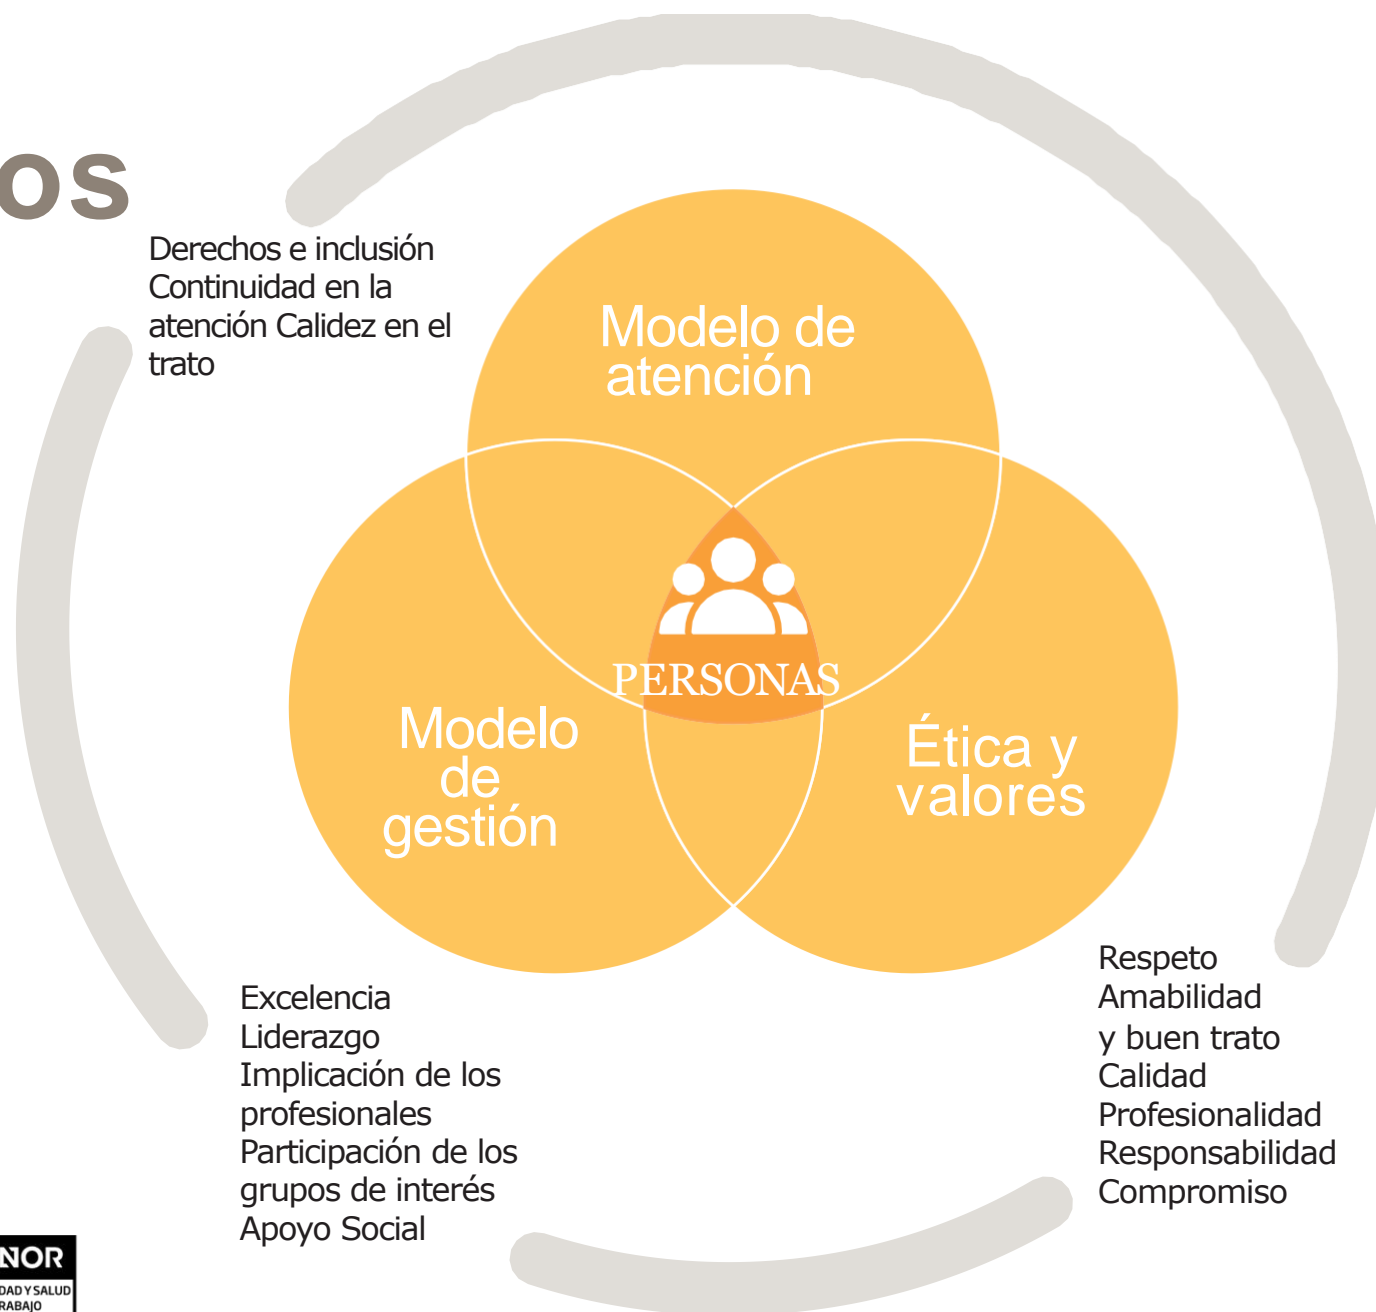 os
Derechos e inclusión
Continuidad en la
atención Calidez en el
trato
Modelo de
atención
PERSONAS
Modelo
de
gestión
Ética y
valores
Excelencia
Liderazgo
Implicación de los
profesionales
Participación de los
grupos de interés
Apoyo Social
Respeto
Amabilidad
y buen trato
Calidad
Profesionalidad
Responsabilidad
Compromiso
NOR
DAD Y SALUD
RABAJO